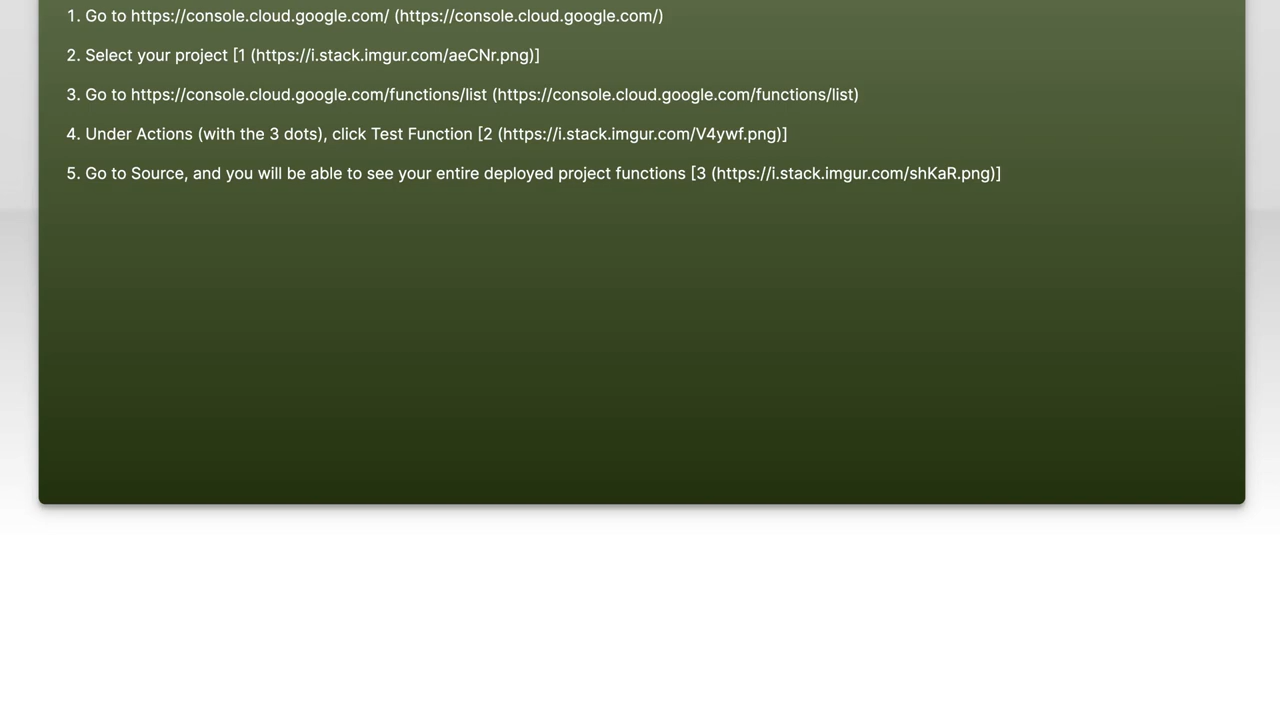 1. Go to https://console.cloud.google.com/ (https://console.cloud.google.com/)
2. Select your project [1 (https://i.stack.imgur.com/aeCNr.png)]
3. Go to https://console.cloud.google.com/functions/list (https://console.cloud.google.com/functions/list)
4. Under Actions (with the 3 dots), click Test Function [2 (https://i.stack.imgur.com/V4ywf.png)]
5. Go to Source, and you will be able to see your entire deployed project functions [3 (https://i.stack.imgur.com/shKaR.png)]